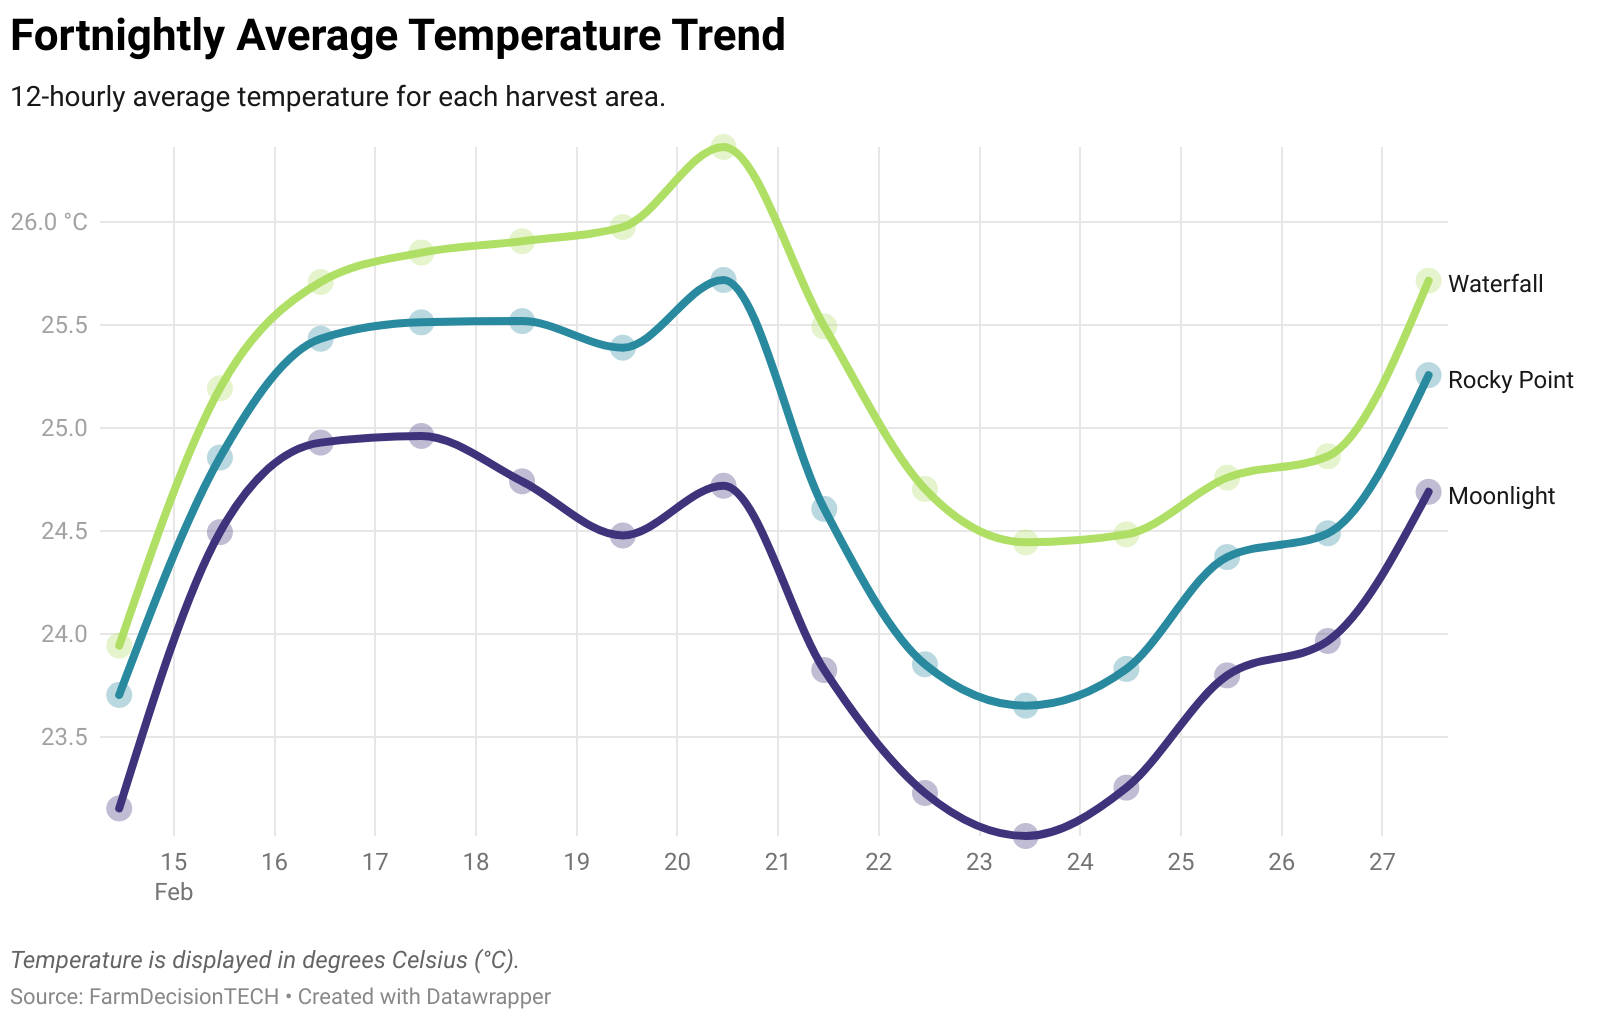 Fortnightly Average Temperature Trend
12-hourly average temperature for each harvest area.
26.0 °C
25.5
25.0
24.5
24.0
23.5
Waterfall
Rocky Point
Moonlight
15 16 17 18 19 20 21 22 23 24 25 26 27
Feb
Temperature is displayed in degrees Celsius (°C).
Source: FarmDecisionTECH • Created with Datawrapper